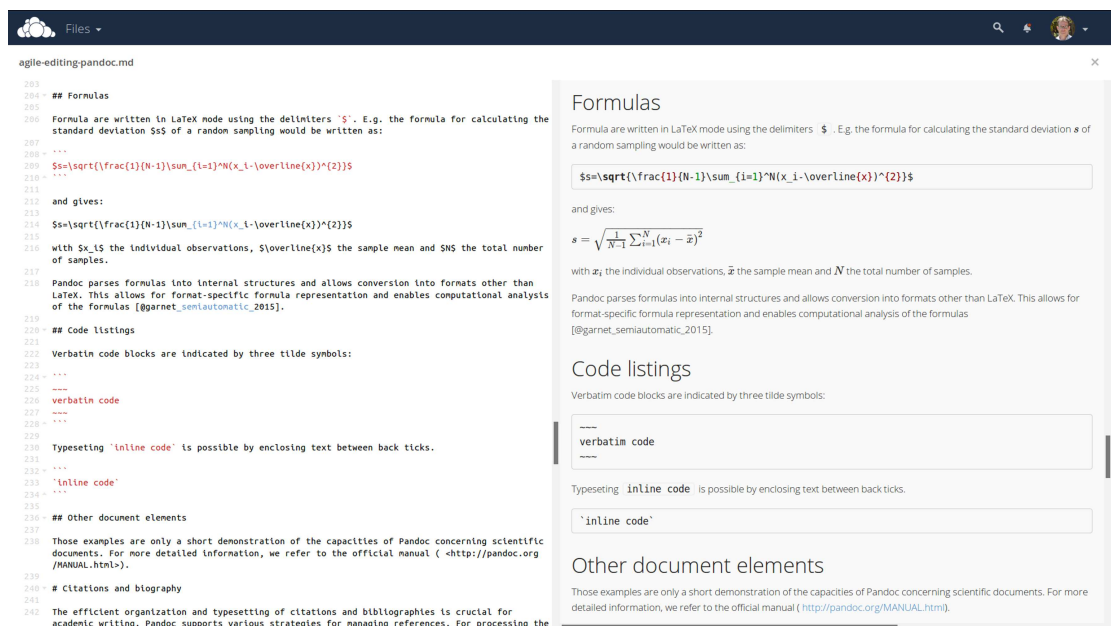 Files
agile-editing-pandoc.md
203
204 ## Formulas
205
206 Formula are written in LaTeX mode using the delimiters `$`. E.g. the formula for calculating the
standard deviation $s$ of a random sampling would be written as:
207
208 ```
209 $s=\sqrt{\frac{1}{N-1}\sum_{i=1}^N(x_i-\overline{x})^{2}}$
210 ```
211
212 and gives:
213
214 $s=\sqrt{\frac{1}{N-1}\sum_{i=1}^N(x_i-\overline{x})^{2}}$
215
216 with $x_i$ the individual observations, $\overline{x}$ the sample mean and $N$ the total number
of samples.
217
218 Pandoc parses formulas into internal structures and allows conversion into formats other than
LaTeX. This allows for format-specific formula representation and enables computational analysis
of the formulas [@garnet_semiautomatic_2015].
219
220 ## Code listings
221
222 Verbatim code blocks are indicated by three tilde symbols:
223
224 ```
225 ~~~
226 verbatim code
227 ~~~
228 ```
229
230 Typeseting `inline code` is possible by enclosing text between back ticks.
231
232 ```
233 `inline code`
234 ```
235
236 ## Other document elements
237
238 Those examples are only a short demonstration of the capacities of Pandoc concerning scientific
documents. For more detailed information, we refer to the official manual ( <http://pandoc.org
/MANUAL.html>).
239
240 # Citations and biography
241
242 The efficient organization and typesetting of citations and bibliographies is crucial for
academic writing. Pandoc supports various strategies for managing references. For processing the
Formulas
Formula are written in LaTeX mode using the delimiters $ . E.g. the formula for calculating the standard deviation s of
a random sampling would be written as:
$s=\sqrt{\frac{1}{N-1}\sum_{i=1}^N(x_i-\overline{x})^{2}}$
and gives:
s = √(1/(N−1) ∑_{i=1}^N (x_i − x̄)²)
with x_i the individual observations, x̄ the sample mean and N the total number of samples.
Pandoc parses formulas into internal structures and allows conversion into formats other than LaTeX. This allows for
format-specific formula representation and enables computational analysis of the formulas
[@garnet_semiautomatic_2015].
Code listings
Verbatim code blocks are indicated by three tilde symbols:
~~~
verbatim code
~~~
Typeseting inline code is possible by enclosing text between back ticks.
`inline code`
Other document elements
Those examples are only a short demonstration of the capacities of Pandoc concerning scientific documents. For more
detailed information, we refer to the official manual ( http://pandoc.org/MANUAL.html).